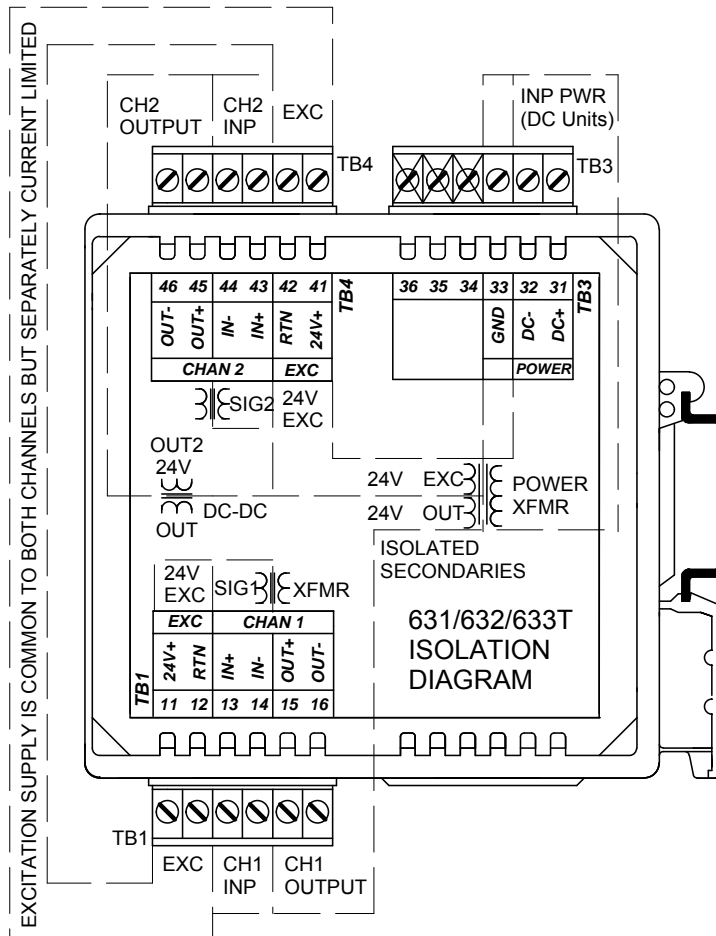 EXCITATION SUPPLY IS COMMON TO BOTH CHANNELS BUT SEPARATELY CURRENT LIMITED
CH2
OUTPUT
CH2
INP
EXC
TB4
INP PWR
(DC Units)
TB3
46 45 44 43 42 41
OUT- OUT+ IN- IN+ RTN 24V+
TB4
CHAN 2 EXC
36 35 34 33 32 31
GND DC- DC+
TB3
POWER
SIG2
24V
EXC
OUT2
24V
DC-DC
OUT
24V EXC
24V OUT
POWER
XFMR
ISOLATED
SECONDARIES
24V
EXC
SIG1
XFMR
631/632/633T
ISOLATION
DIAGRAM
EXC CHAN 1
24V+ RTN IN+ IN- OUT+ OUT-
TB1
11 12 13 14 15 16
TB1
EXC
CH1
INP
CH1
OUTPUT